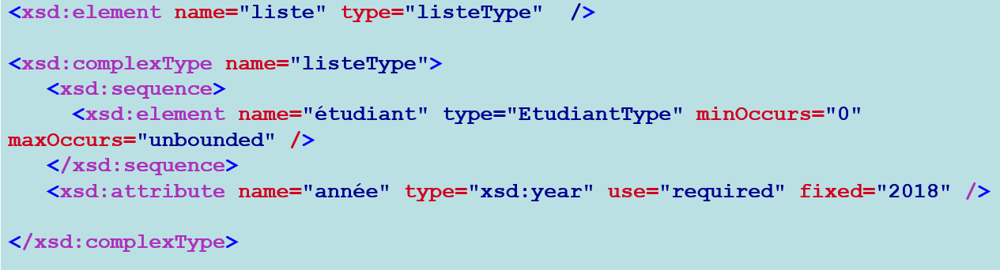 <xsd:element name="liste" type="listeType"  />
<xsd:complexType name="listeType">
<xsd:sequence>
<xsd:element name="étudiant" type="EtudiantType" minOccurs="0"
maxOccurs="unbounded" />
</xsd:sequence>
<xsd:attribute name="année" type="xsd:year" use="required" fixed="2018" />
</xsd:complexType>